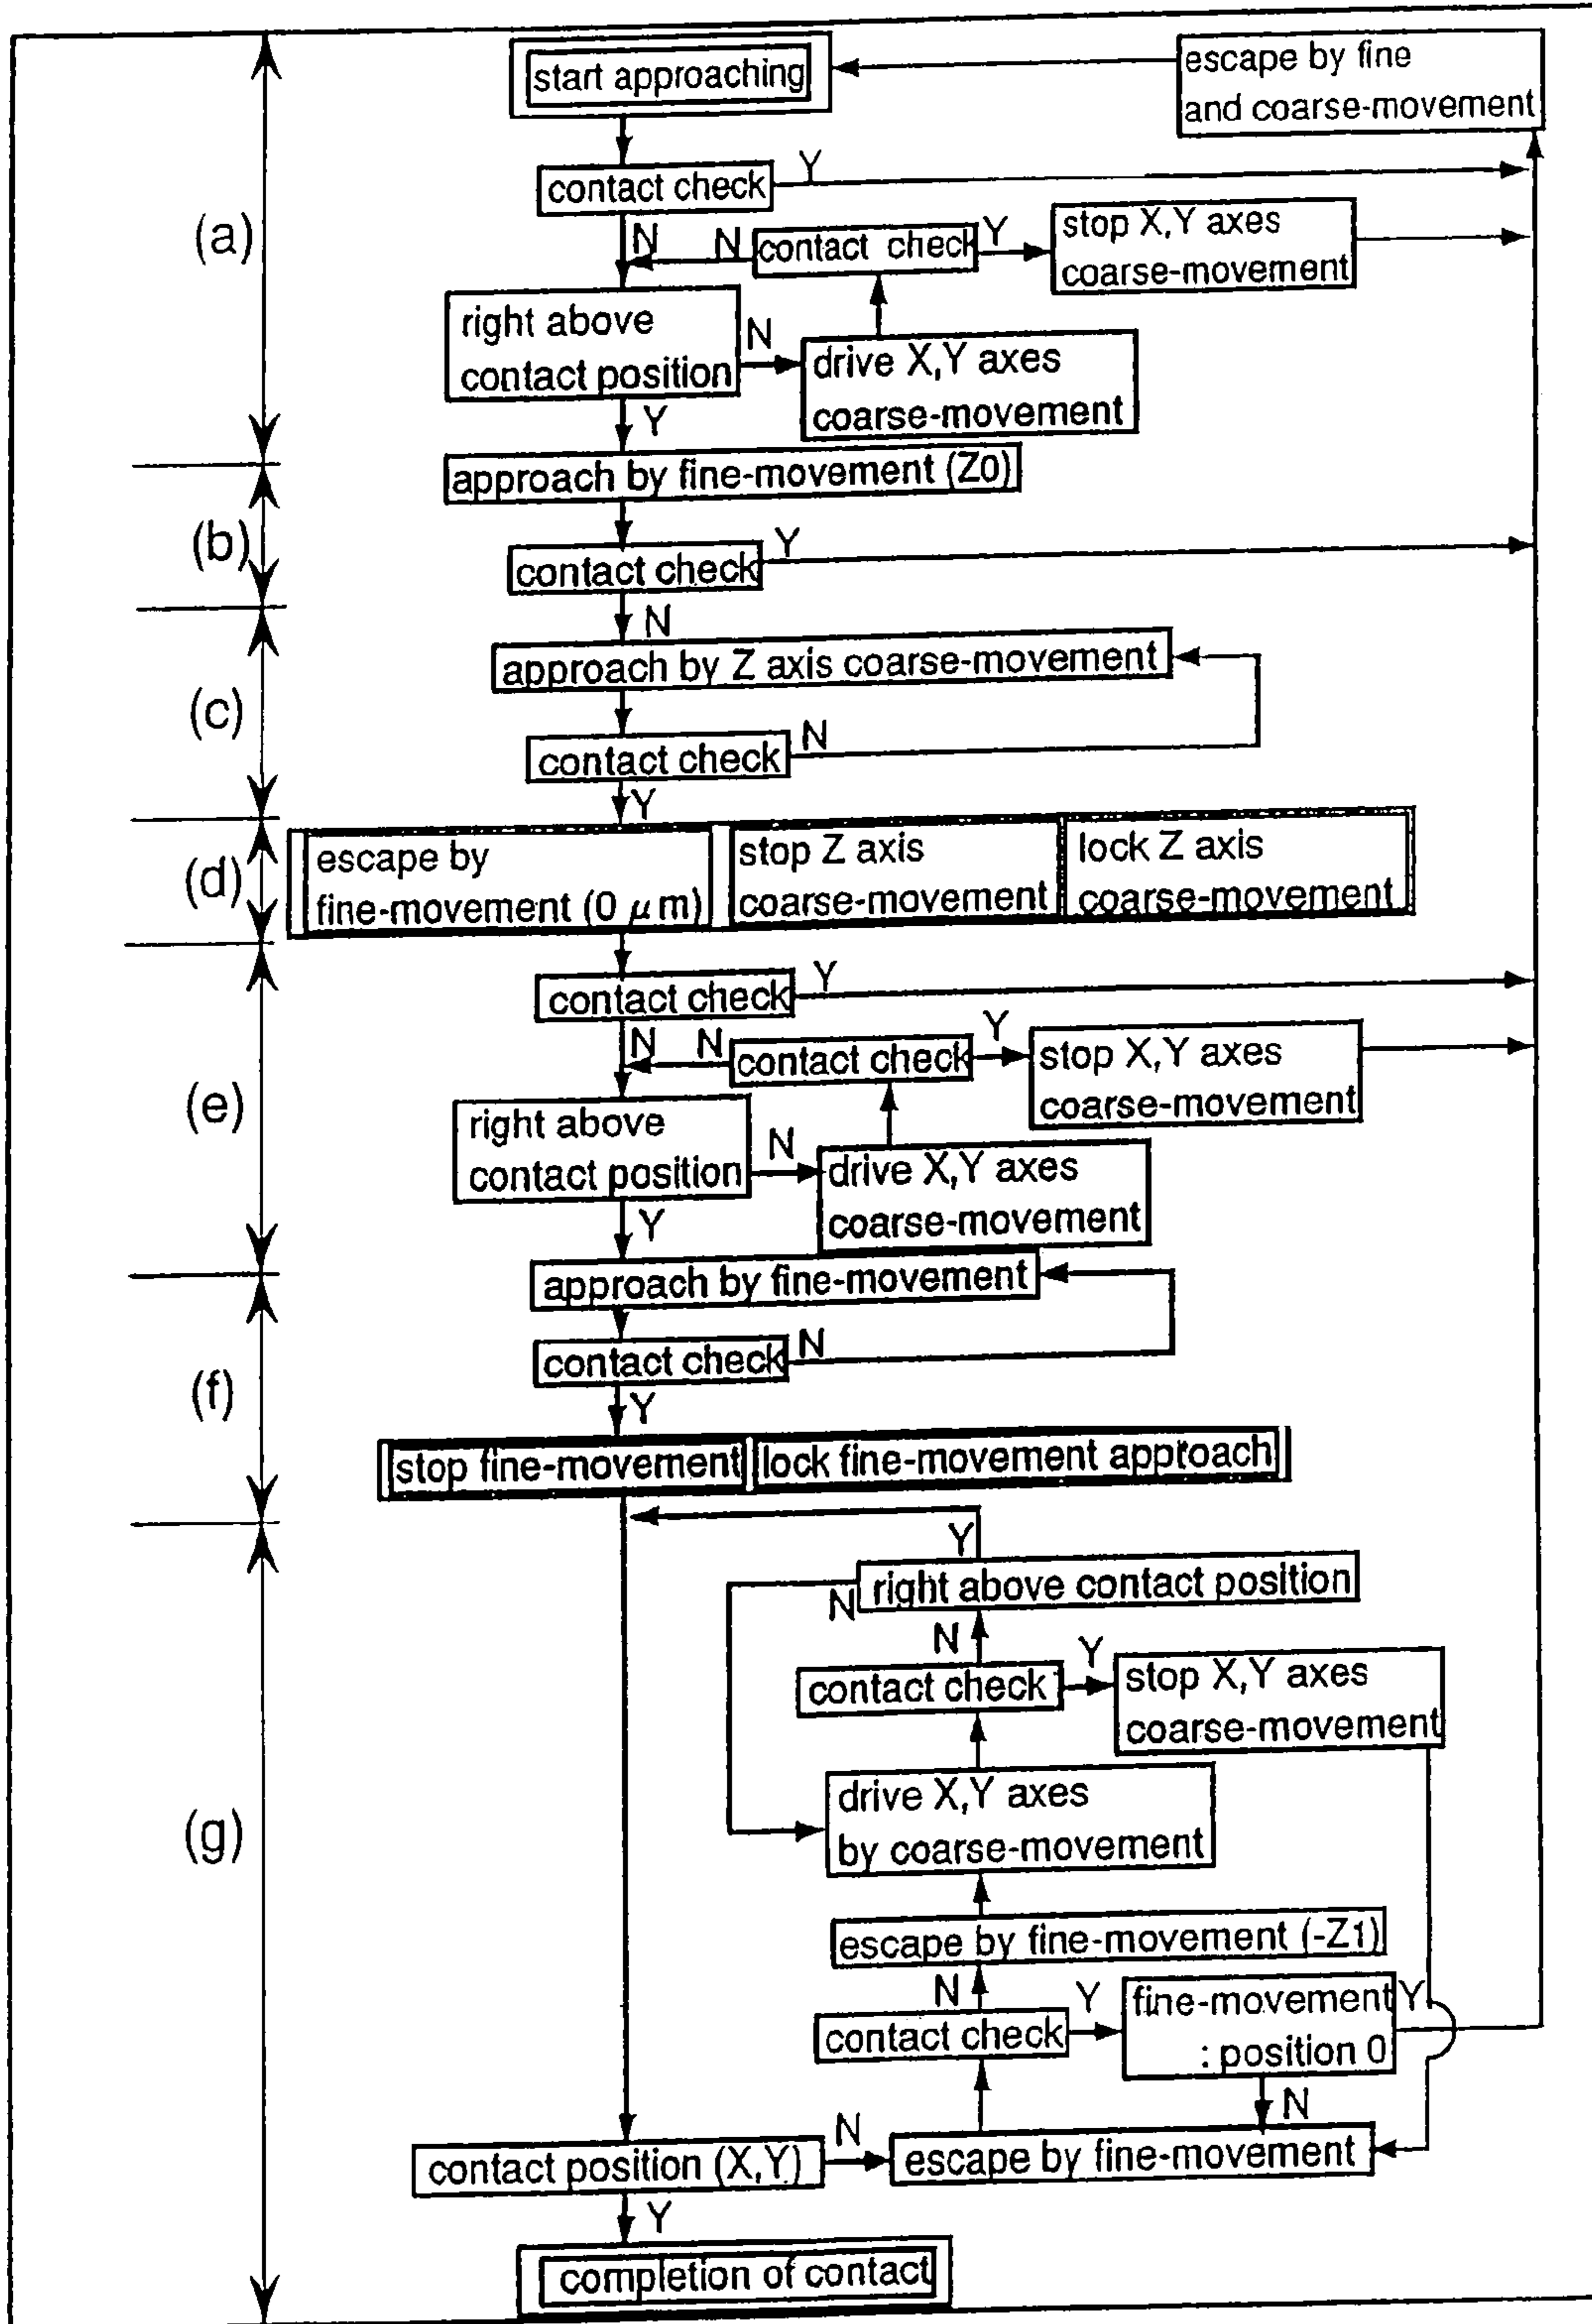 start approaching
escape by fine
and coarse-movement
contact check
Y
(a)
N
N
contact check
Y
stop X,Y axes
coarse-movement
right above
contact position
N
drive X,Y axes
coarse-movement
Y
approach by fine-movement (Z0)
(b)
contact check
Y
N
approach by Z axis coarse-movement
(c)
contact check
N
Y
(d)
escape by
fine-movement (0 μm)
stop Z axis
coarse-movement
lock Z axis
coarse-movement
contact check
Y
(e)
N
N
contact check
Y
stop X,Y axes
coarse-movement
right above
contact position
N
drive X,Y axes
coarse-movement
Y
approach by fine-movement
contact check
N
(f)
Y
stop fine-movement
lock fine-movement approach
Y
right above contact position
N
N
contact check
Y
stop X,Y axes
coarse-movement
drive X,Y axes
by coarse-movement
(g)
escape by fine-movement (-Z1)
N
contact check
Y
fine-movement
: position 0
Y
N
contact position (X,Y)
N
escape by fine-movement
Y
completion of contact